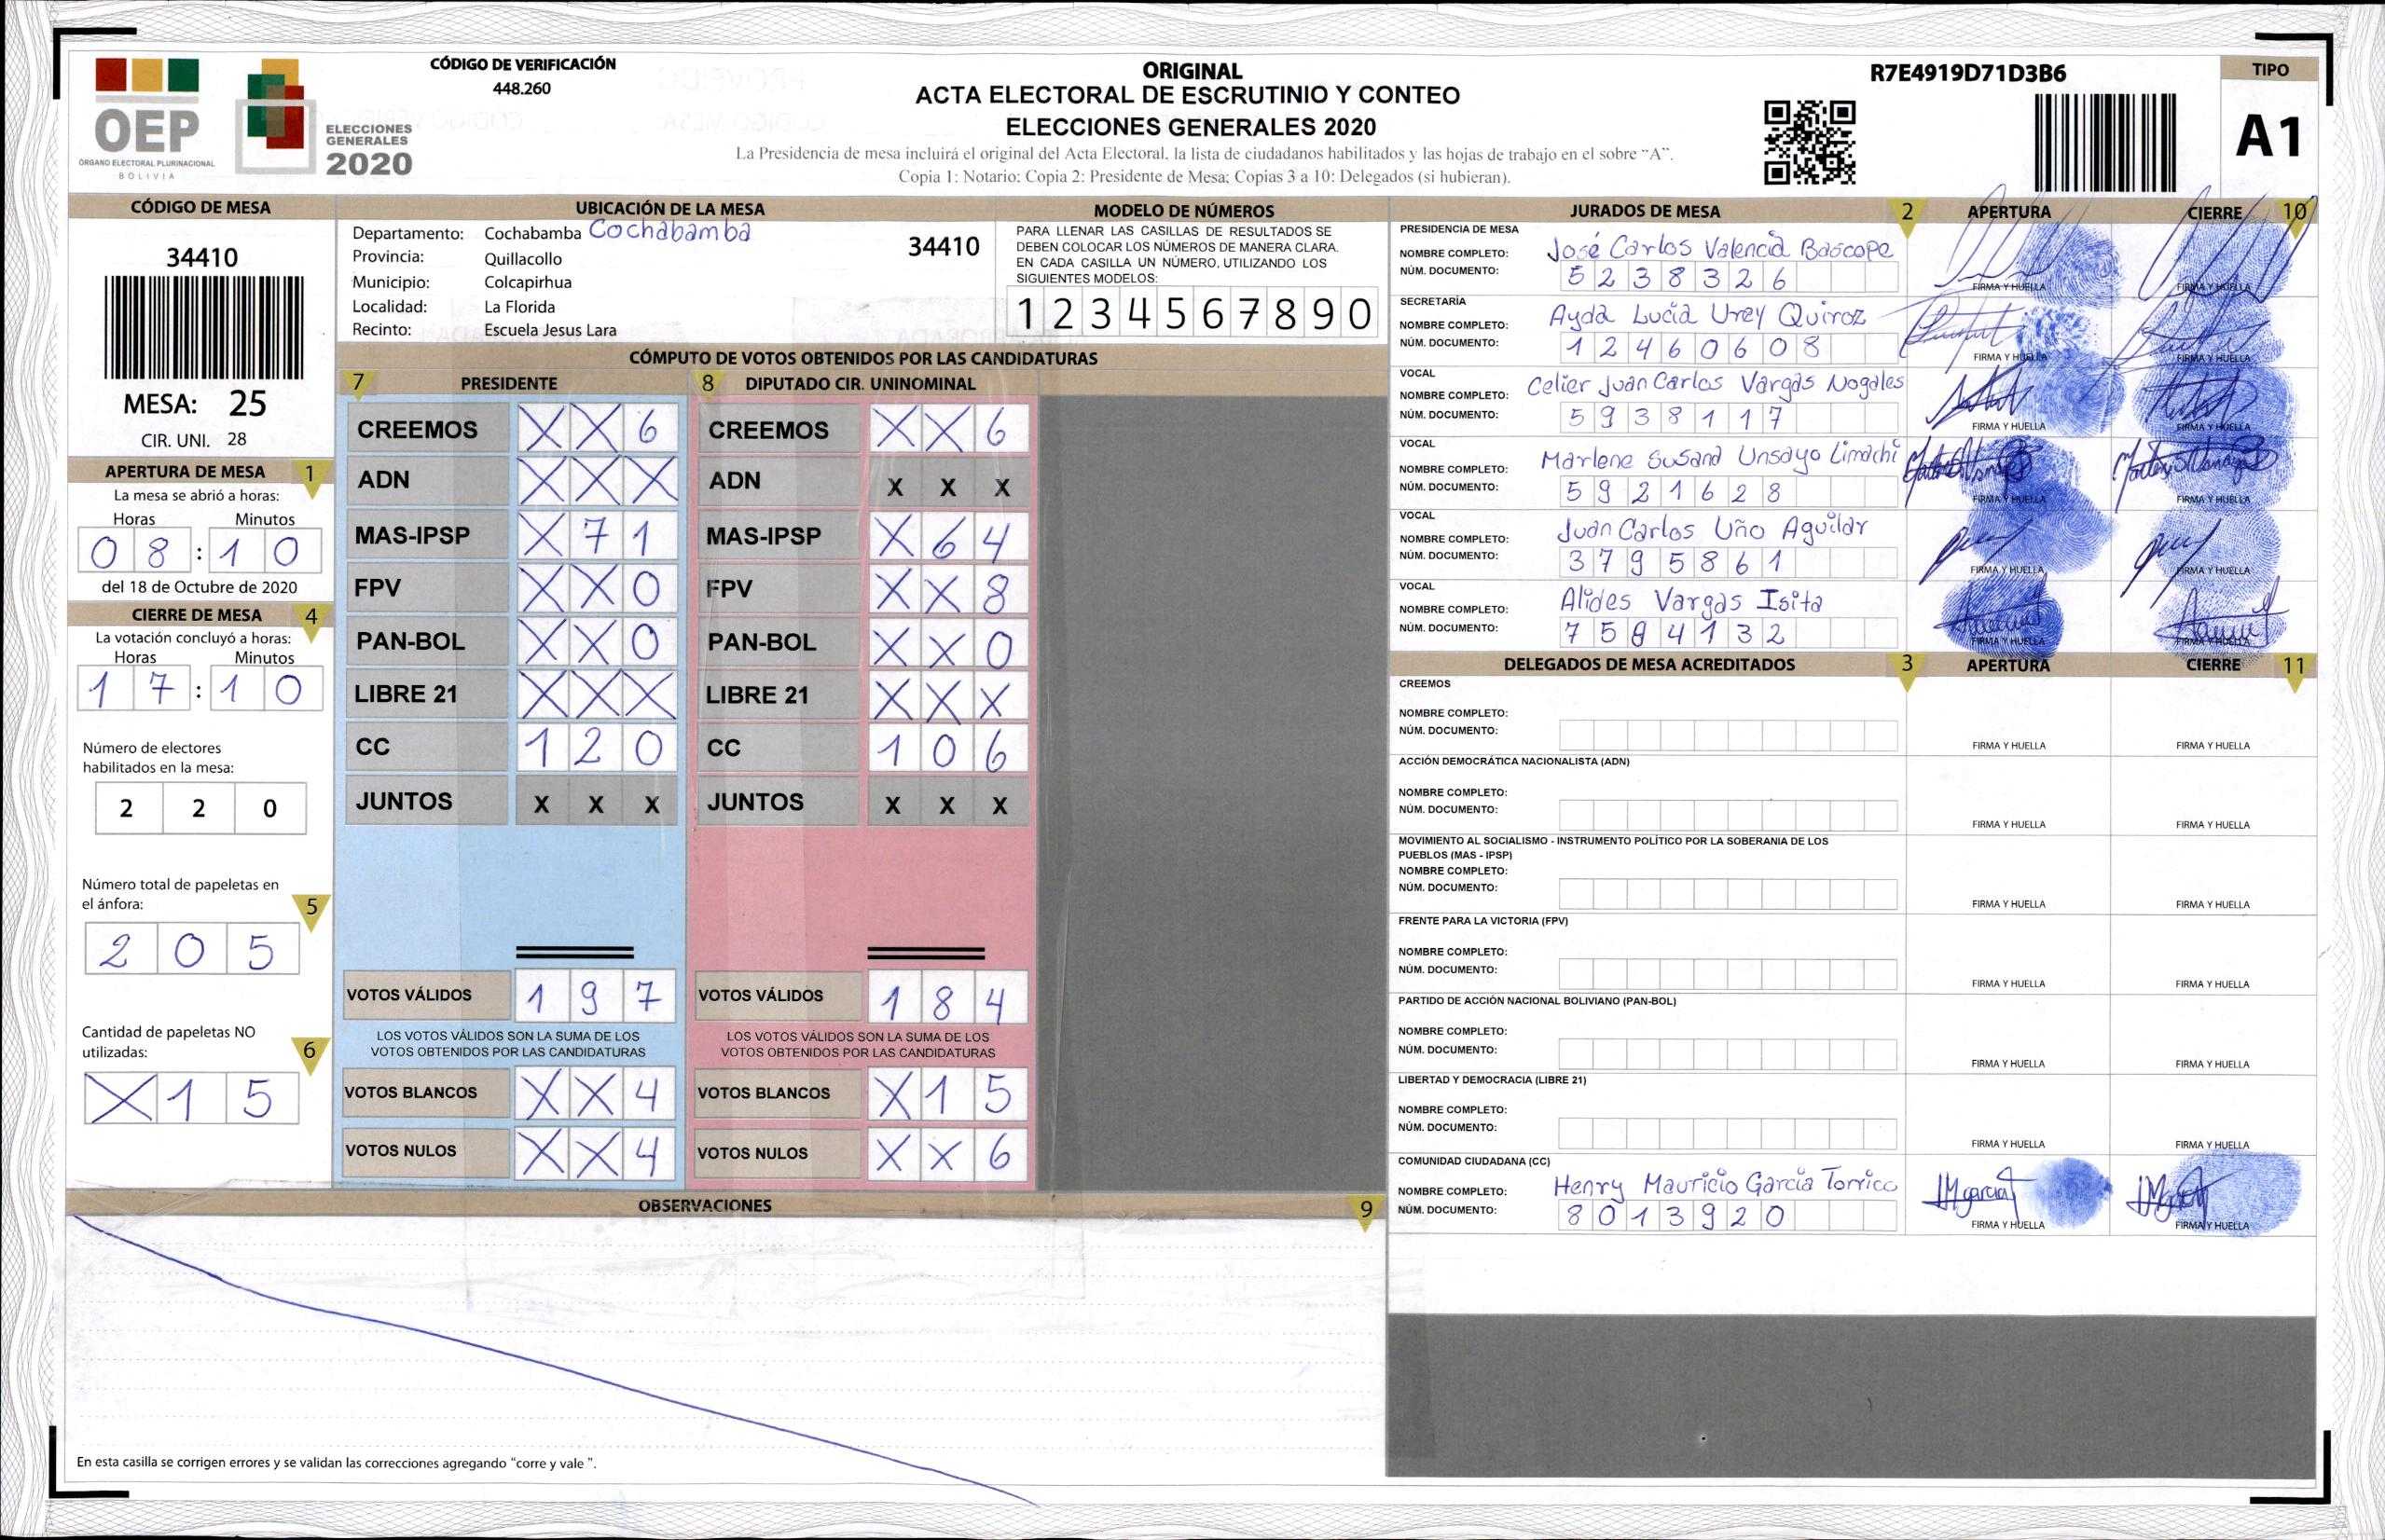 OEP
ÓRGANO ELECTORAL PLURINACIONAL
BOLIVIA
ELECCIONES
GENERALES
2020
CÓDIGO DE VERIFICACIÓN
448.260
ORIGINAL
ACTA ELECTORAL DE ESCRUTINIO Y CONTEO
ELECCIONES GENERALES 2020
La Presidencia de mesa incluirá el original del Acta Electoral, la lista de ciudadanos habilitados y las hojas de trabajo en el sobre “A”.
Copia 1: Notario; Copia 2: Presidente de Mesa; Copias 3 a 10: Delegados (si hubieran).
R7E4919D71D3B6
TIPO
A1
CÓDIGO DE MESA
34410
MESA: 25
CIR. UNI. 28
APERTURA DE MESA 1
La mesa se abrió a horas:
Horas Minutos
0 8 : 1 0
del 18 de Octubre de 2020
CIERRE DE MESA 4
La votación concluyó a horas:
Horas Minutos
1 7 : 1 0
Número de electores
habilitados en la mesa:
2 2 0
Número total de papeletas en
el ánfora: 5
2 0 5
Cantidad de papeletas NO
utilizadas: 6
X 1 5
UBICACIÓN DE LA MESA
Departamento: Cochabamba Cochabamba
34410
Provincia: Quillacollo
Municipio: Colcapirhua
Localidad: La Florida
Recinto: Escuela Jesus Lara
MODELO DE NÚMEROS
PARA LLENAR LAS CASILLAS DE RESULTADOS SE
DEBEN COLOCAR LOS NÚMEROS DE MANERA CLARA.
EN CADA CASILLA UN NÚMERO, UTILIZANDO LOS
SIGUIENTES MODELOS:
1 2 3 4 5 6 7 8 9 0
CÓMPUTO DE VOTOS OBTENIDOS POR LAS CANDIDATURAS
7 PRESIDENTE
CREEMOS X X 6
ADN X X X
MAS-IPSP X 7 1
FPV X X 0
PAN-BOL X X 0
LIBRE 21 X X X
CC 1 2 0
JUNTOS X X X
VOTOS VÁLIDOS 1 9 7
LOS VOTOS VÁLIDOS SON LA SUMA DE LOS
VOTOS OBTENIDOS POR LAS CANDIDATURAS
VOTOS BLANCOS X X 4
VOTOS NULOS X X 4
8 DIPUTADO CIR. UNINOMINAL
CREEMOS X X 6
ADN X X X
MAS-IPSP X 6 4
FPV X X 8
PAN-BOL X X 0
LIBRE 21 X X X
CC 1 0 6
JUNTOS X X X
VOTOS VÁLIDOS 1 8 4
LOS VOTOS VÁLIDOS SON LA SUMA DE LOS
VOTOS OBTENIDOS POR LAS CANDIDATURAS
VOTOS BLANCOS X 1 5
VOTOS NULOS X X 6
OBSERVACIONES 9
En esta casilla se corrigen errores y se validan las correcciones agregando “corre y vale ”.
JURADOS DE MESA 2 APERTURA CIERRE 10
PRESIDENCIA DE MESA
NOMBRE COMPLETO: José Carlos Valencia Bascope
NÚM. DOCUMENTO: 5 2 3 8 3 2 6
FIRMA Y HUELLA FIRMA Y HUELLA
SECRETARÍA
NOMBRE COMPLETO: Ayda Lucia Urey Quiroz
NÚM. DOCUMENTO: 1 2 4 6 0 6 0 8
FIRMA Y HUELLA FIRMA Y HUELLA
VOCAL
NOMBRE COMPLETO: Celier Juan Carlos Vargas Nogales
NÚM. DOCUMENTO: 5 9 3 8 1 1 7
FIRMA Y HUELLA FIRMA Y HUELLA
VOCAL
NOMBRE COMPLETO: Marlene Susana Unsayo Limachi
NÚM. DOCUMENTO: 5 9 2 1 6 2 8
FIRMA Y HUELLA FIRMA Y HUELLA
VOCAL
NOMBRE COMPLETO: Juan Carlos Uño Aguilar
NÚM. DOCUMENTO: 3 7 9 5 8 6 1
FIRMA Y HUELLA FIRMA Y HUELLA
VOCAL
NOMBRE COMPLETO: Alides Vargas Isita
NÚM. DOCUMENTO:
FIRMA Y HUELLA FIRMA Y HUELLA
DELEGADOS DE MESA ACREDITADOS 3 APERTURA CIERRE 11
CREEMOS
NOMBRE COMPLETO:
NÚM. DOCUMENTO:
FIRMA Y HUELLA FIRMA Y HUELLA
ACCIÓN DEMOCRÁTICA NACIONALISTA (ADN)
NOMBRE COMPLETO:
NÚM. DOCUMENTO:
FIRMA Y HUELLA FIRMA Y HUELLA
MOVIMIENTO AL SOCIALISMO - INSTRUMENTO POLÍTICO POR LA SOBERANIA DE LOS
PUEBLOS (MAS - IPSP)
NOMBRE COMPLETO:
NÚM. DOCUMENTO:
FIRMA Y HUELLA FIRMA Y HUELLA
FRENTE PARA LA VICTORIA (FPV)
NOMBRE COMPLETO:
NÚM. DOCUMENTO:
FIRMA Y HUELLA FIRMA Y HUELLA
PARTIDO DE ACCIÓN NACIONAL BOLIVIANO (PAN-BOL)
NOMBRE COMPLETO:
NÚM. DOCUMENTO:
FIRMA Y HUELLA FIRMA Y HUELLA
LIBERTAD Y DEMOCRACIA (LIBRE 21)
NOMBRE COMPLETO:
NÚM. DOCUMENTO:
FIRMA Y HUELLA FIRMA Y HUELLA
COMUNIDAD CIUDADANA (CC)
NOMBRE COMPLETO: Henry Mauricio García Torrico
NÚM. DOCUMENTO: 8 0 1 3 9 2 0
FIRMA Y HUELLA FIRMA Y HUELLA